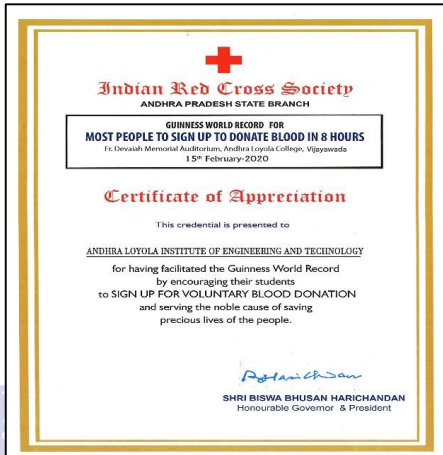 Indian Red Cross Society
ANDHRA PRADESH STATE BRANCH
GUINNESS WORLD RECORD FOR
MOST PEOPLE TO SIGN UP TO DONATE BLOOD IN 8 HOURS
Fr. Devaiah Memorial Auditorium, Andhra Loyola College, Vijayawada
15th February-2020
Certificate of Appreciation
This credential is presented to
ANDHRA LOYOLA INSTITUTE OF ENGINEERING AND TECHNOLOGY
for having facilitated the Guinness World Record
by encouraging their students
to SIGN UP FOR VOLUNTARY BLOOD DONATION
and serving the noble cause of saving
precious lives of the people.
SHRI BISWA BHUSAN HARICHANDAN
Honourable Governor & President